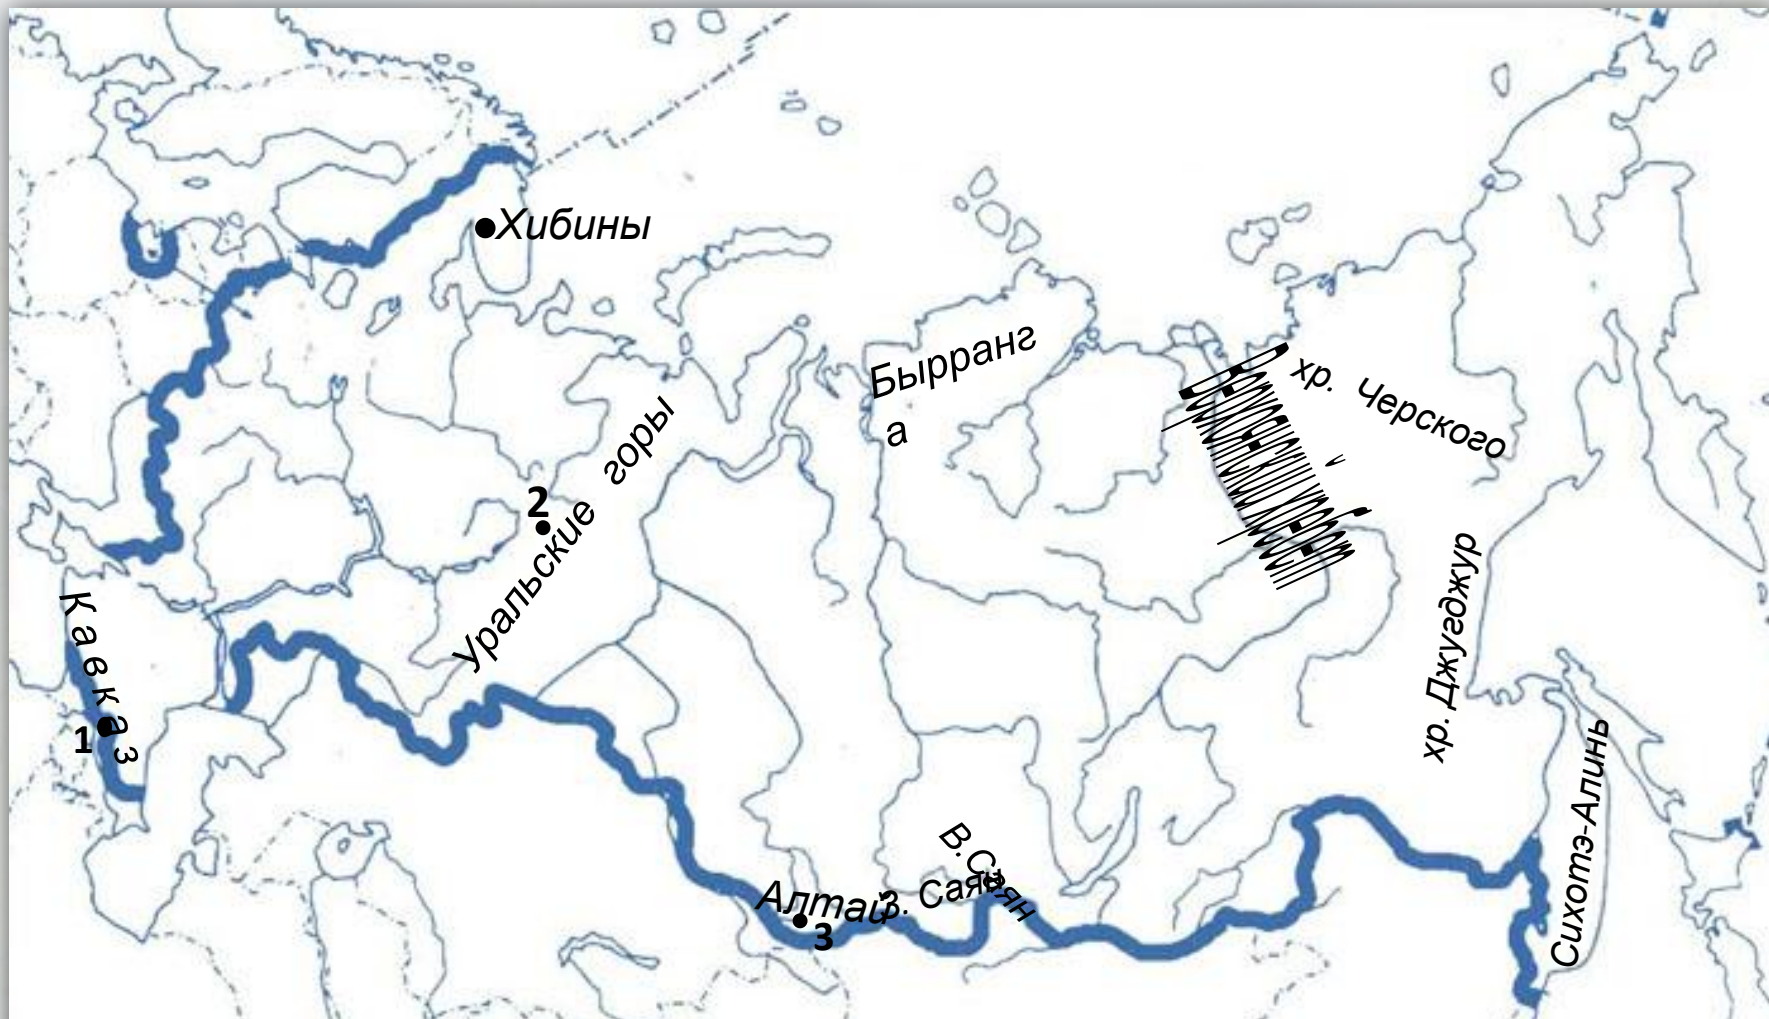 Хибины
Бырранг
а
хр. Черского
Уральские горы
2
Кавказ
1
хр. Джугджур
Сихотэ-Алинь
В.Саян
З. Саян
Алтай
3